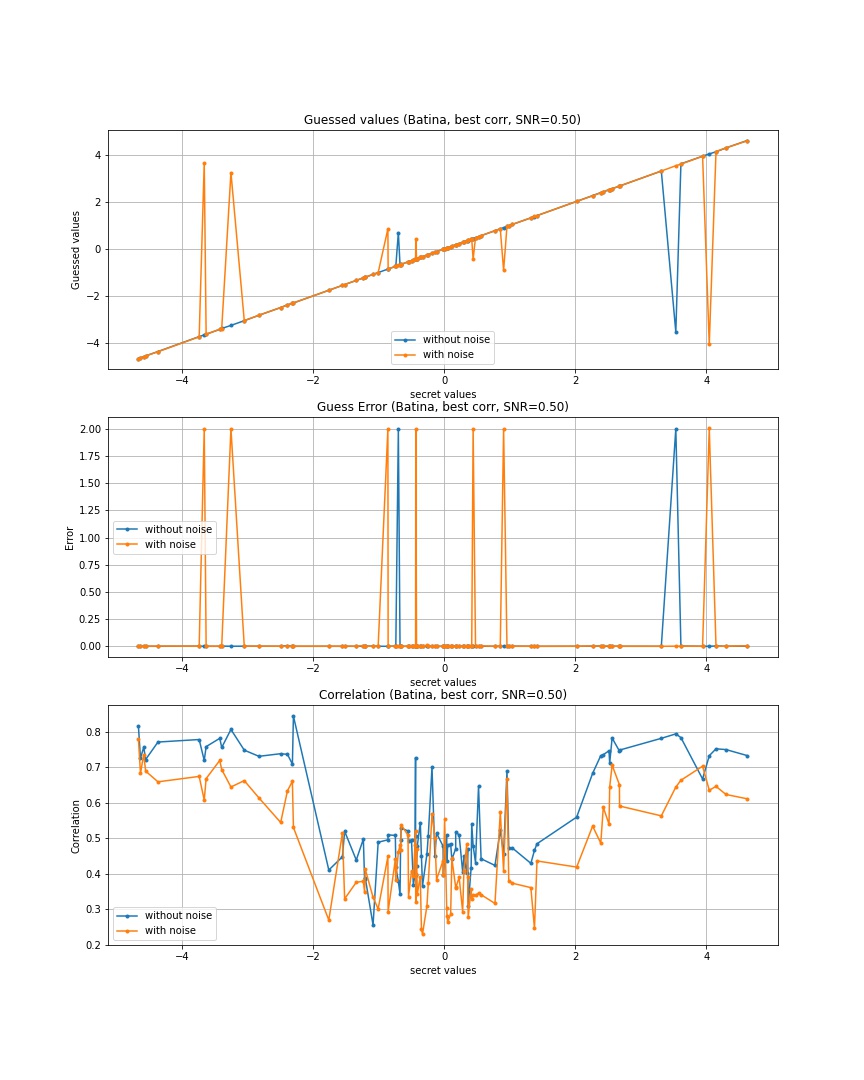 Guessed values (Batina, best corr, SNR=0.50)
4
2
0
−2
−4
Guessed values
without noise
with noise
−4 −2 0 2 4
secret values
Guess Error (Batina, best corr, SNR=0.50)
2.00
1.75
1.50
1.25
1.00
0.75
0.50
0.25
0.00
Error
without noise
with noise
−4 −2 0 2 4
secret values
Correlation (Batina, best corr, SNR=0.50)
0.8
0.7
0.6
0.5
0.4
0.3
0.2
Correlation
without noise
with noise
−4 −2 0 2 4
secret values